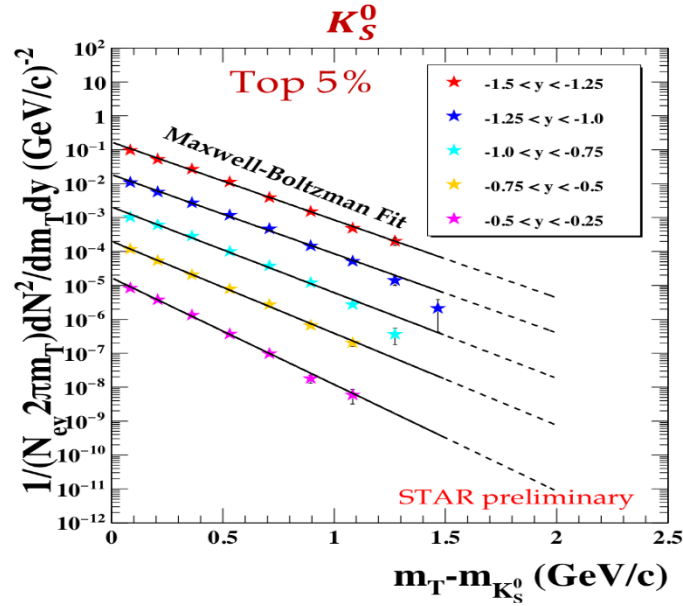 K_S^0
Top 5%
-1.5 < y < -1.25
-1.25 < y < -1.0
-1.0 < y < -0.75
-0.75 < y < -0.5
-0.5 < y < -0.25
Maxwell-Boltzman Fit
STAR preliminary
1/(N_ev 2πm_T)dN²/dm_T dy (GeV/c)⁻²
10²
10
1
10⁻¹
10⁻²
10⁻³
10⁻⁴
10⁻⁵
10⁻⁶
10⁻⁷
10⁻⁸
10⁻⁹
10⁻¹⁰
10⁻¹¹
10⁻¹²
0 0.5 1 1.5 2 2.5
m_T-m_{K_S^0} (GeV/c)